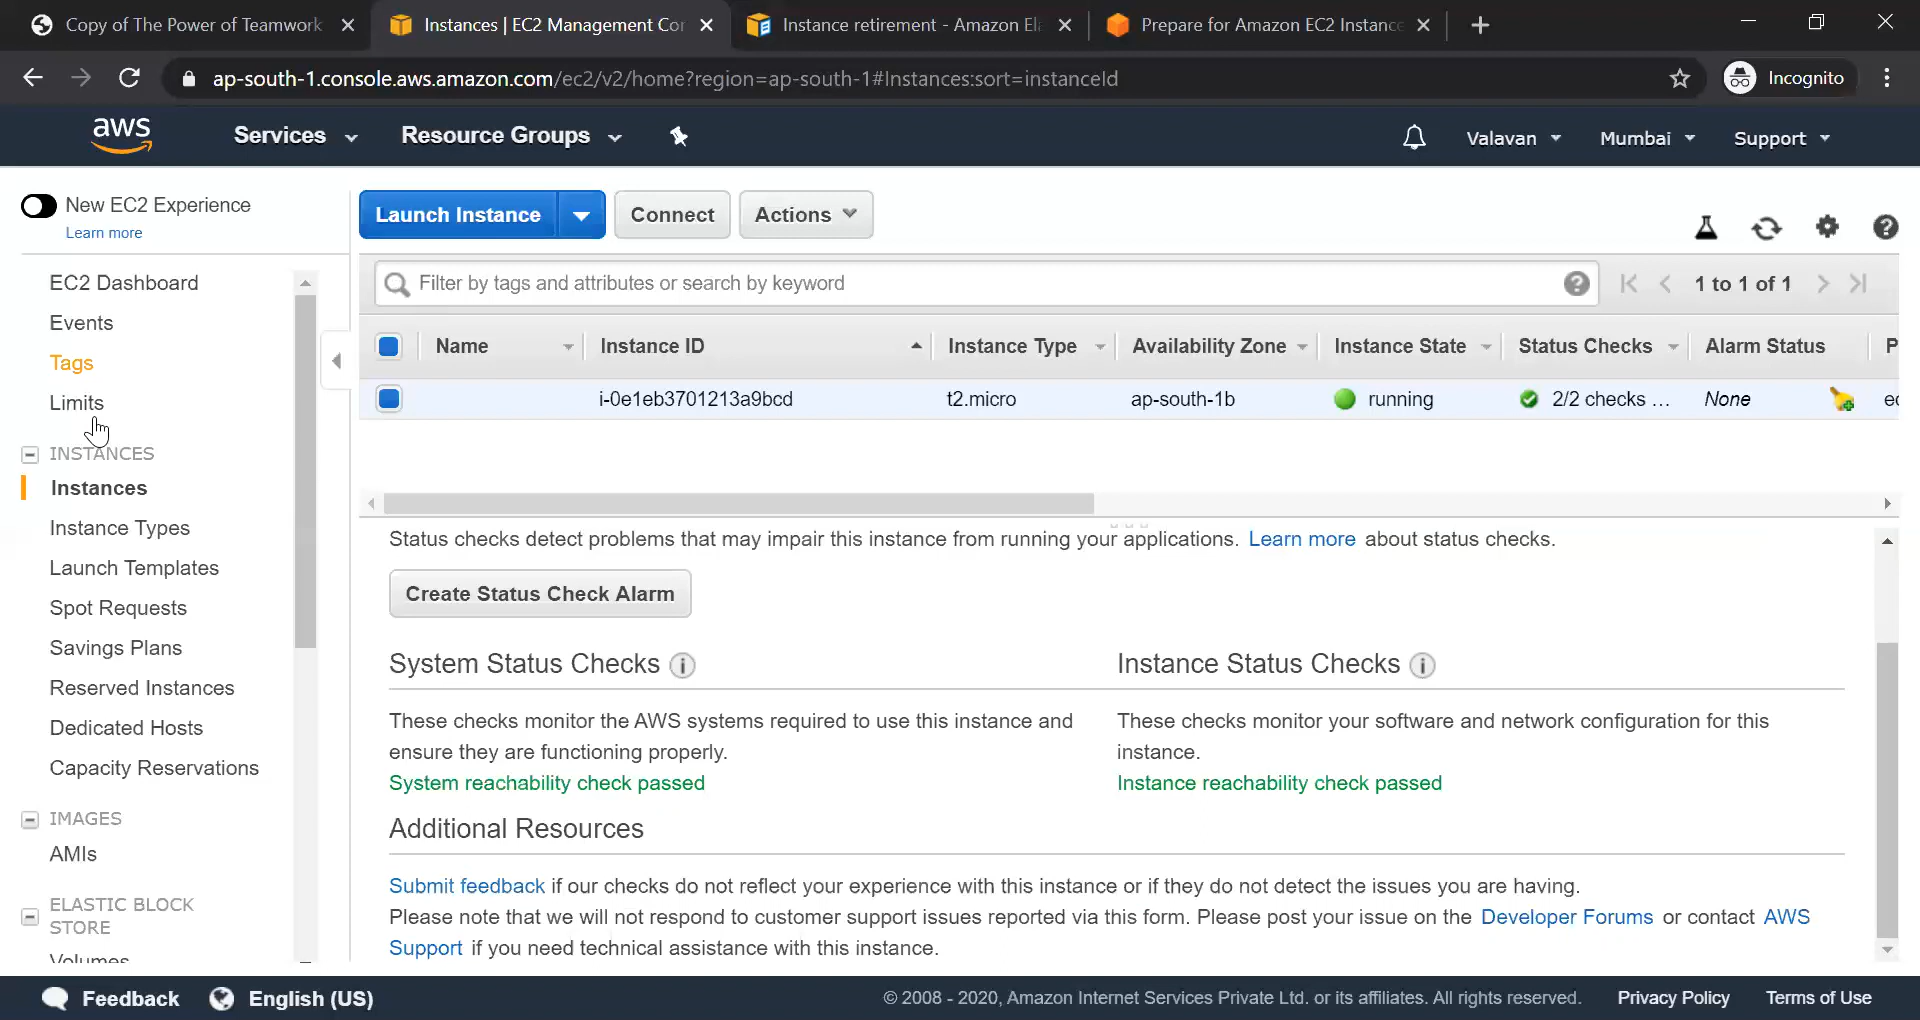 Copy of The Power of Teamwork
Instances | EC2 Management Con
Instance retirement - Amazon Ela
Prepare for Amazon EC2 Instance
ap-south-1.console.aws.amazon.com/ec2/v2/home?region=ap-south-1#Instances:sort=instanceId
Incognito
aws
Services
Resource Groups
Valavan
Mumbai
Support
New EC2 Experience
Learn more
Launch Instance
Connect
Actions
EC2 Dashboard
Events
Tags
Limits
INSTANCES
Instances
Instance Types
Launch Templates
Spot Requests
Savings Plans
Reserved Instances
Dedicated Hosts
Capacity Reservations
IMAGES
AMIs
ELASTIC BLOCK
STORE
Volumes
Filter by tags and attributes or search by keyword
1 to 1 of 1
Name Instance ID Instance Type Availability Zone Instance State Status Checks Alarm Status P
i-0e1eb3701213a9bcd t2.micro ap-south-1b running 2/2 checks ... None ec
Status checks detect problems that may impair this instance from running your applications. Learn more about status checks.
Create Status Check Alarm
System Status Checks
These checks monitor the AWS systems required to use this instance and
ensure they are functioning properly.
System reachability check passed
Instance Status Checks
These checks monitor your software and network configuration for this
instance.
Instance reachability check passed
Additional Resources
Submit feedback if our checks do not reflect your experience with this instance or if they do not detect the issues you are having.
Please note that we will not respond to customer support issues reported via this form. Please post your issue on the Developer Forums or contact AWS
Support if you need technical assistance with this instance.
Feedback
English (US)
© 2008 - 2020, Amazon Internet Services Private Ltd. or its affiliates. All rights reserved.
Privacy Policy
Terms of Use